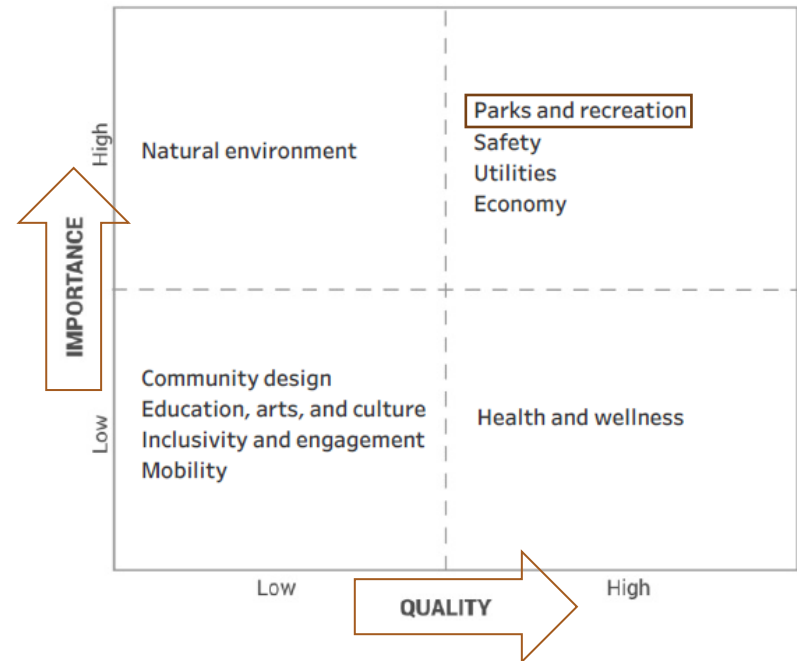 High
Natural environment
Parks and recreation
Safety
Utilities
Economy
IMPORTANCE
Low
Community design
Education, arts, and culture
Inclusivity and engagement
Mobility
Health and wellness
Low
QUALITY
High